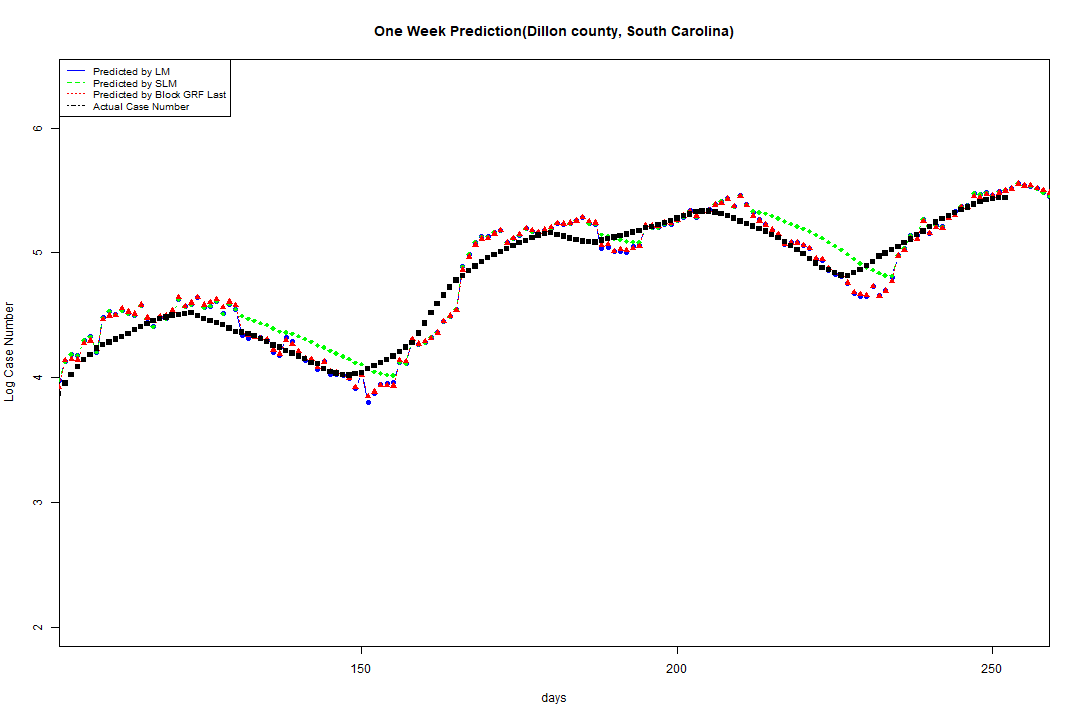 One Week Prediction(Dillon county, South Carolina)
Predicted by LM
Predicted by SLM
Predicted by Block GRF Last
Actual Case Number
6
5
4
3
2
Log Case Number
150
200
250
days